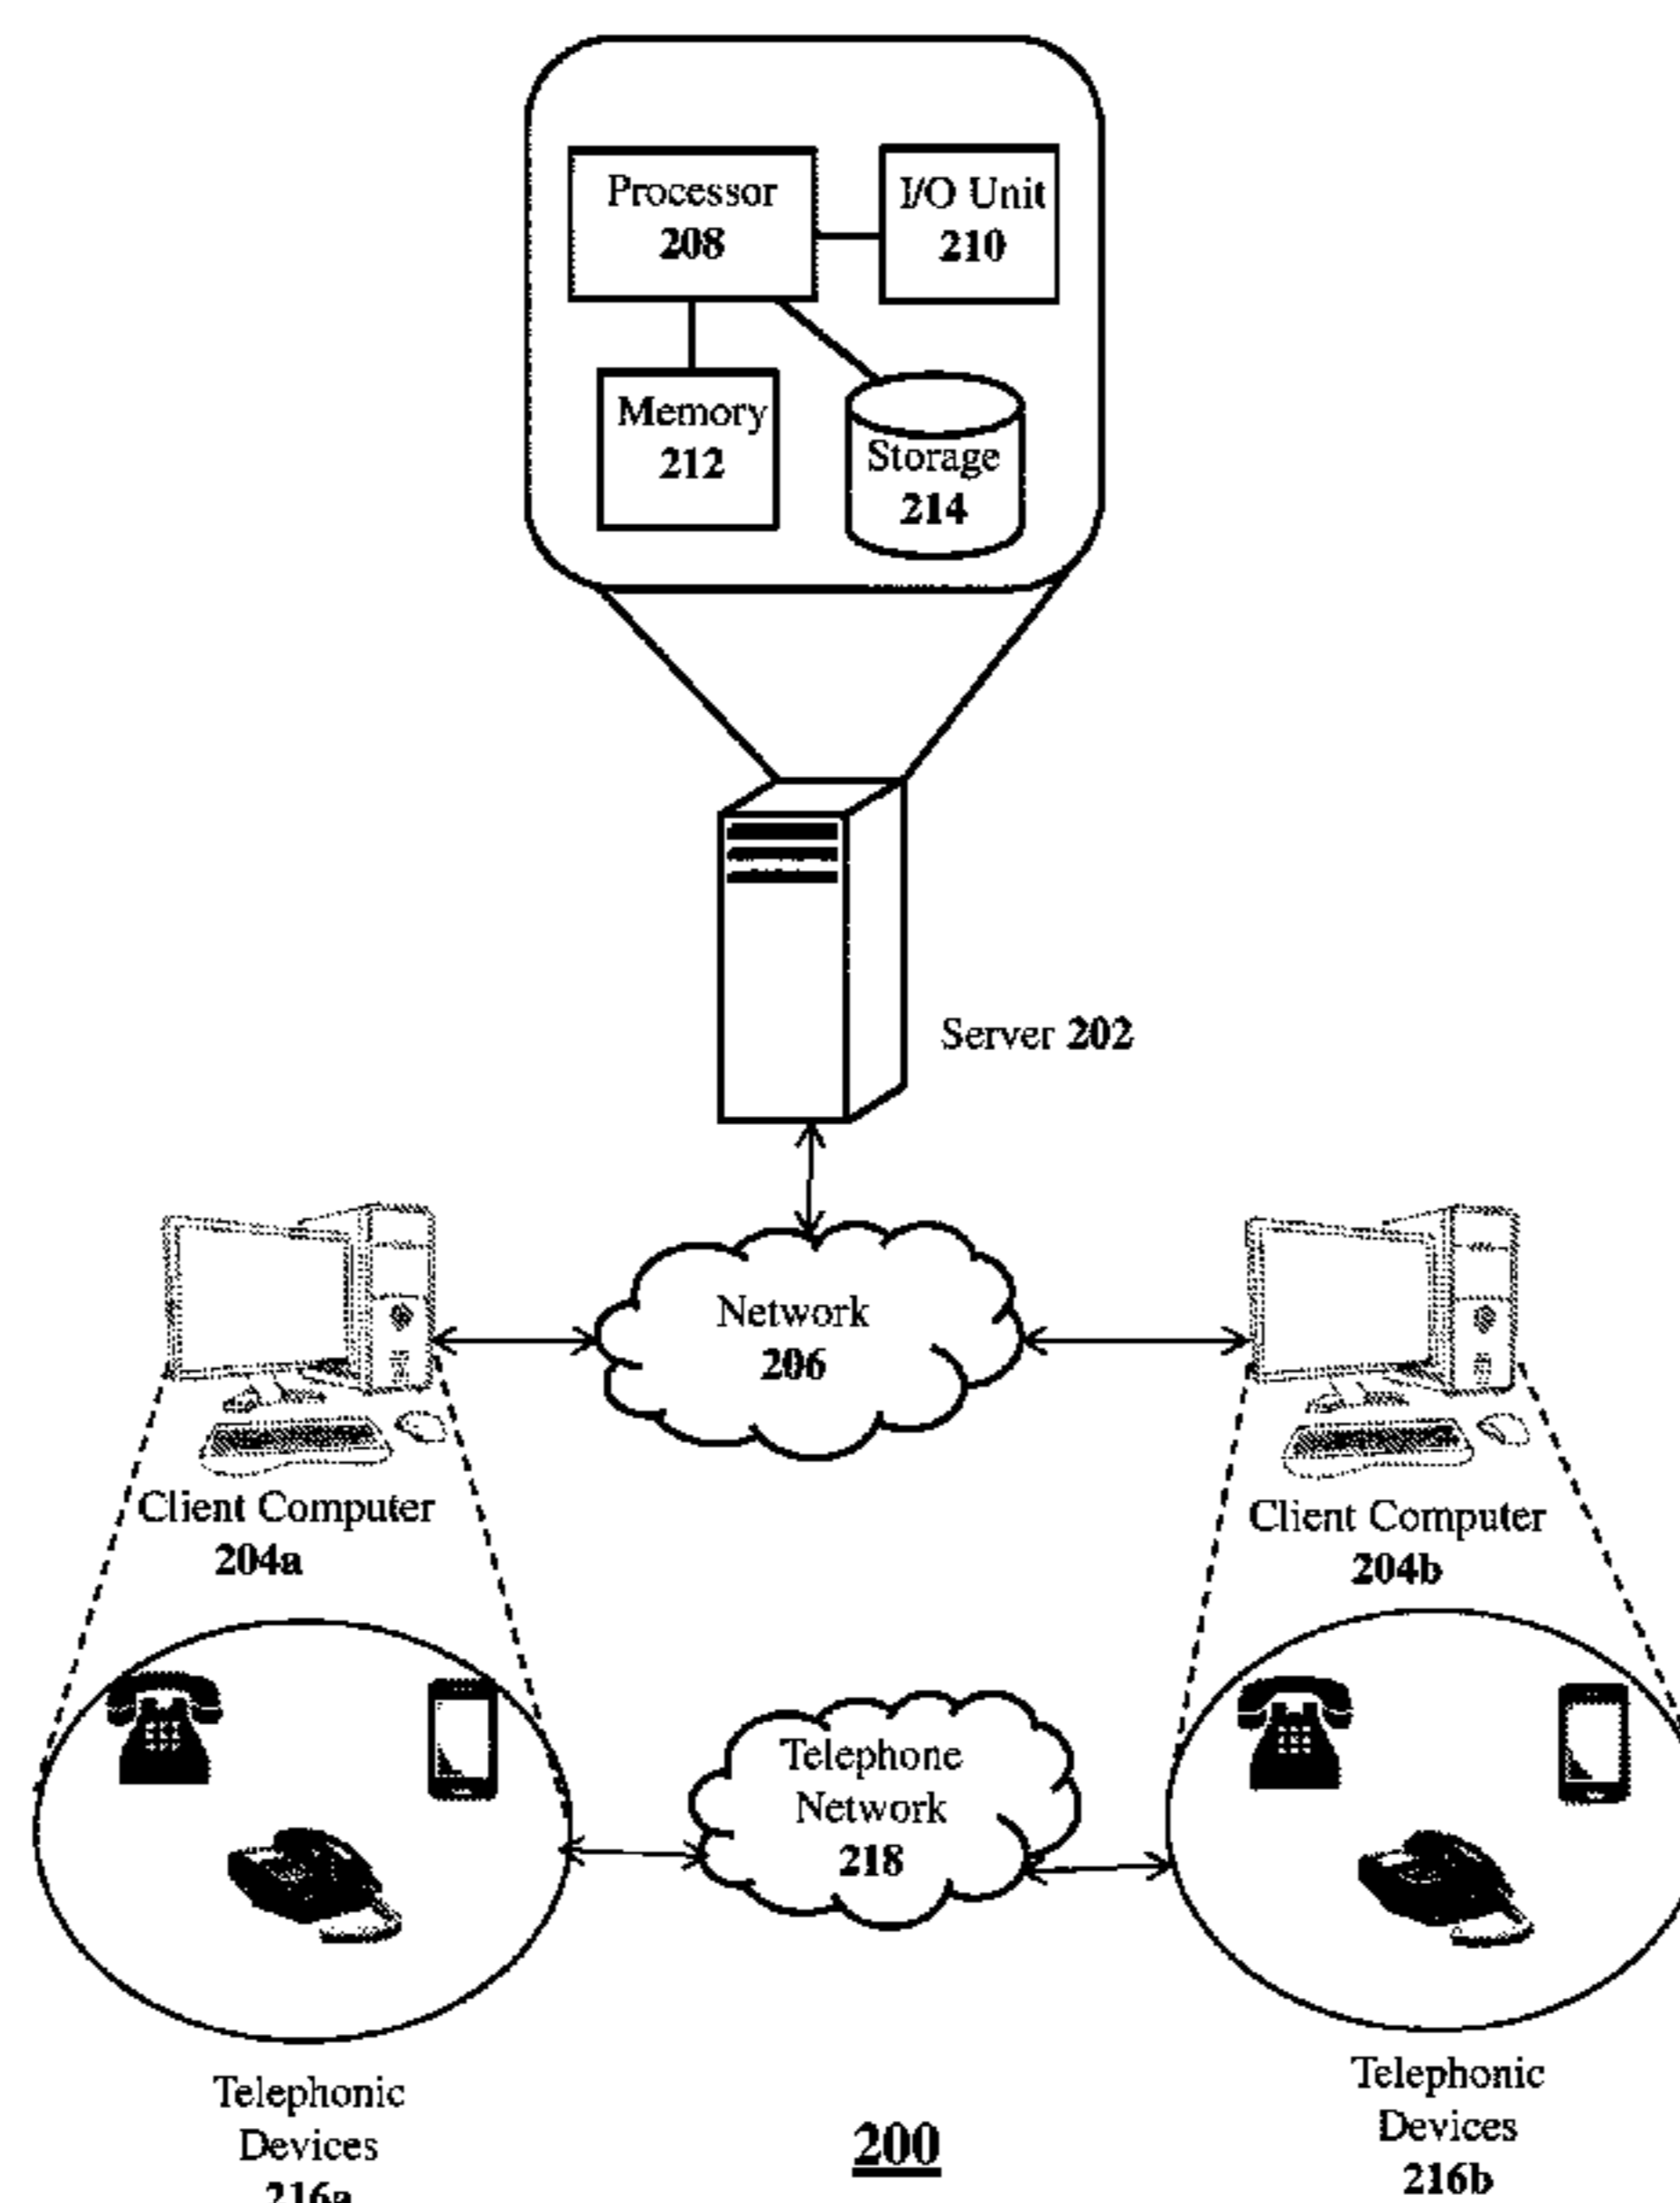 Processor
208
I/O Unit
210
Memory
212
Storage
214
Server 202
Network
206
Client Computer
204a
Client Computer
204b
Telephone
Network
218
Telephonic
Devices
216a
Telephonic
Devices
216b
200